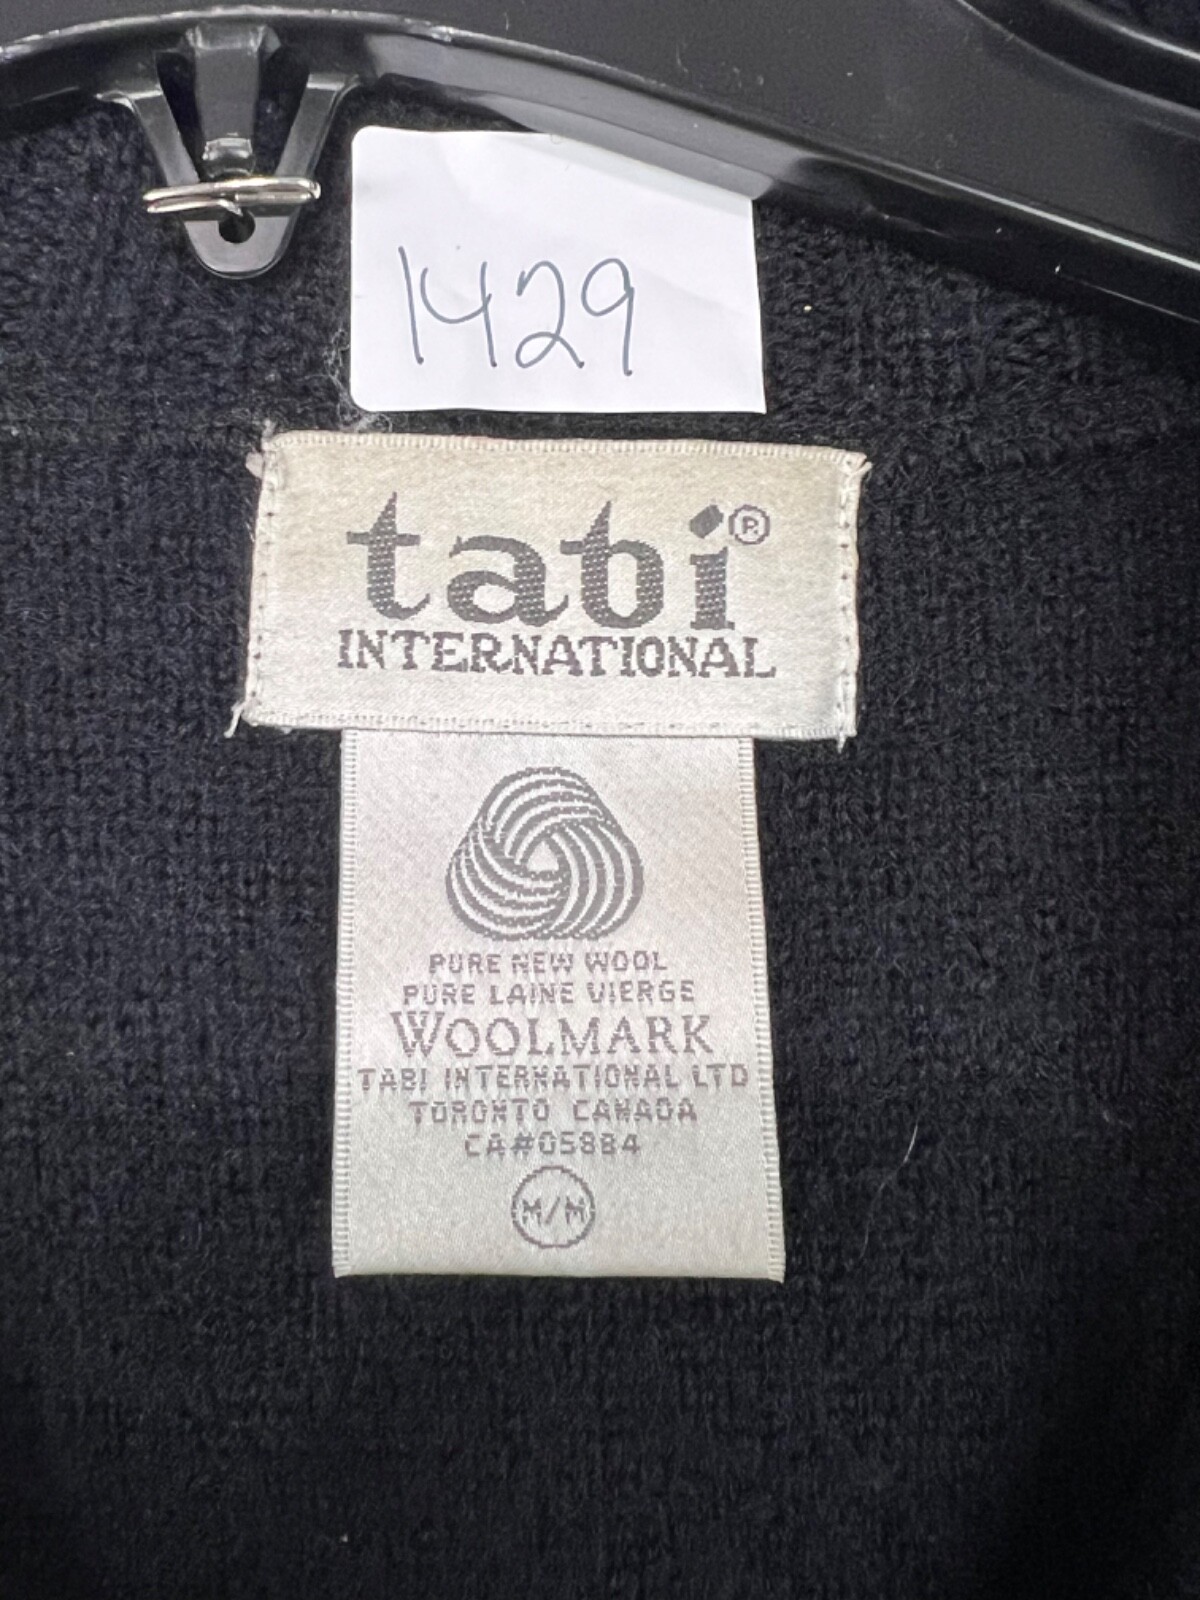 1429
tabi®
INTERNATIONAL
PURE NEW WOOL
PURE LAINE VIERGE
WOOLMARK
TABI INTERNATIONAL LTD
TORONTO CANADA
CA#05884
M/M